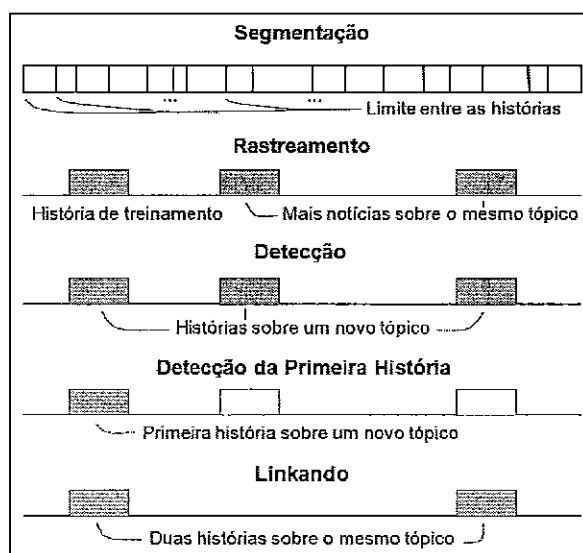 Segmentação
... ...
Limite entre as histórias
Rastreamento
História de treinamento Mais notícias sobre o mesmo tópico
Detecção
Histórias sobre um novo tópico
Detecção da Primeira História
Primeira história sobre um novo tópico
Linkando
Duas histórias sobre o mesmo tópico